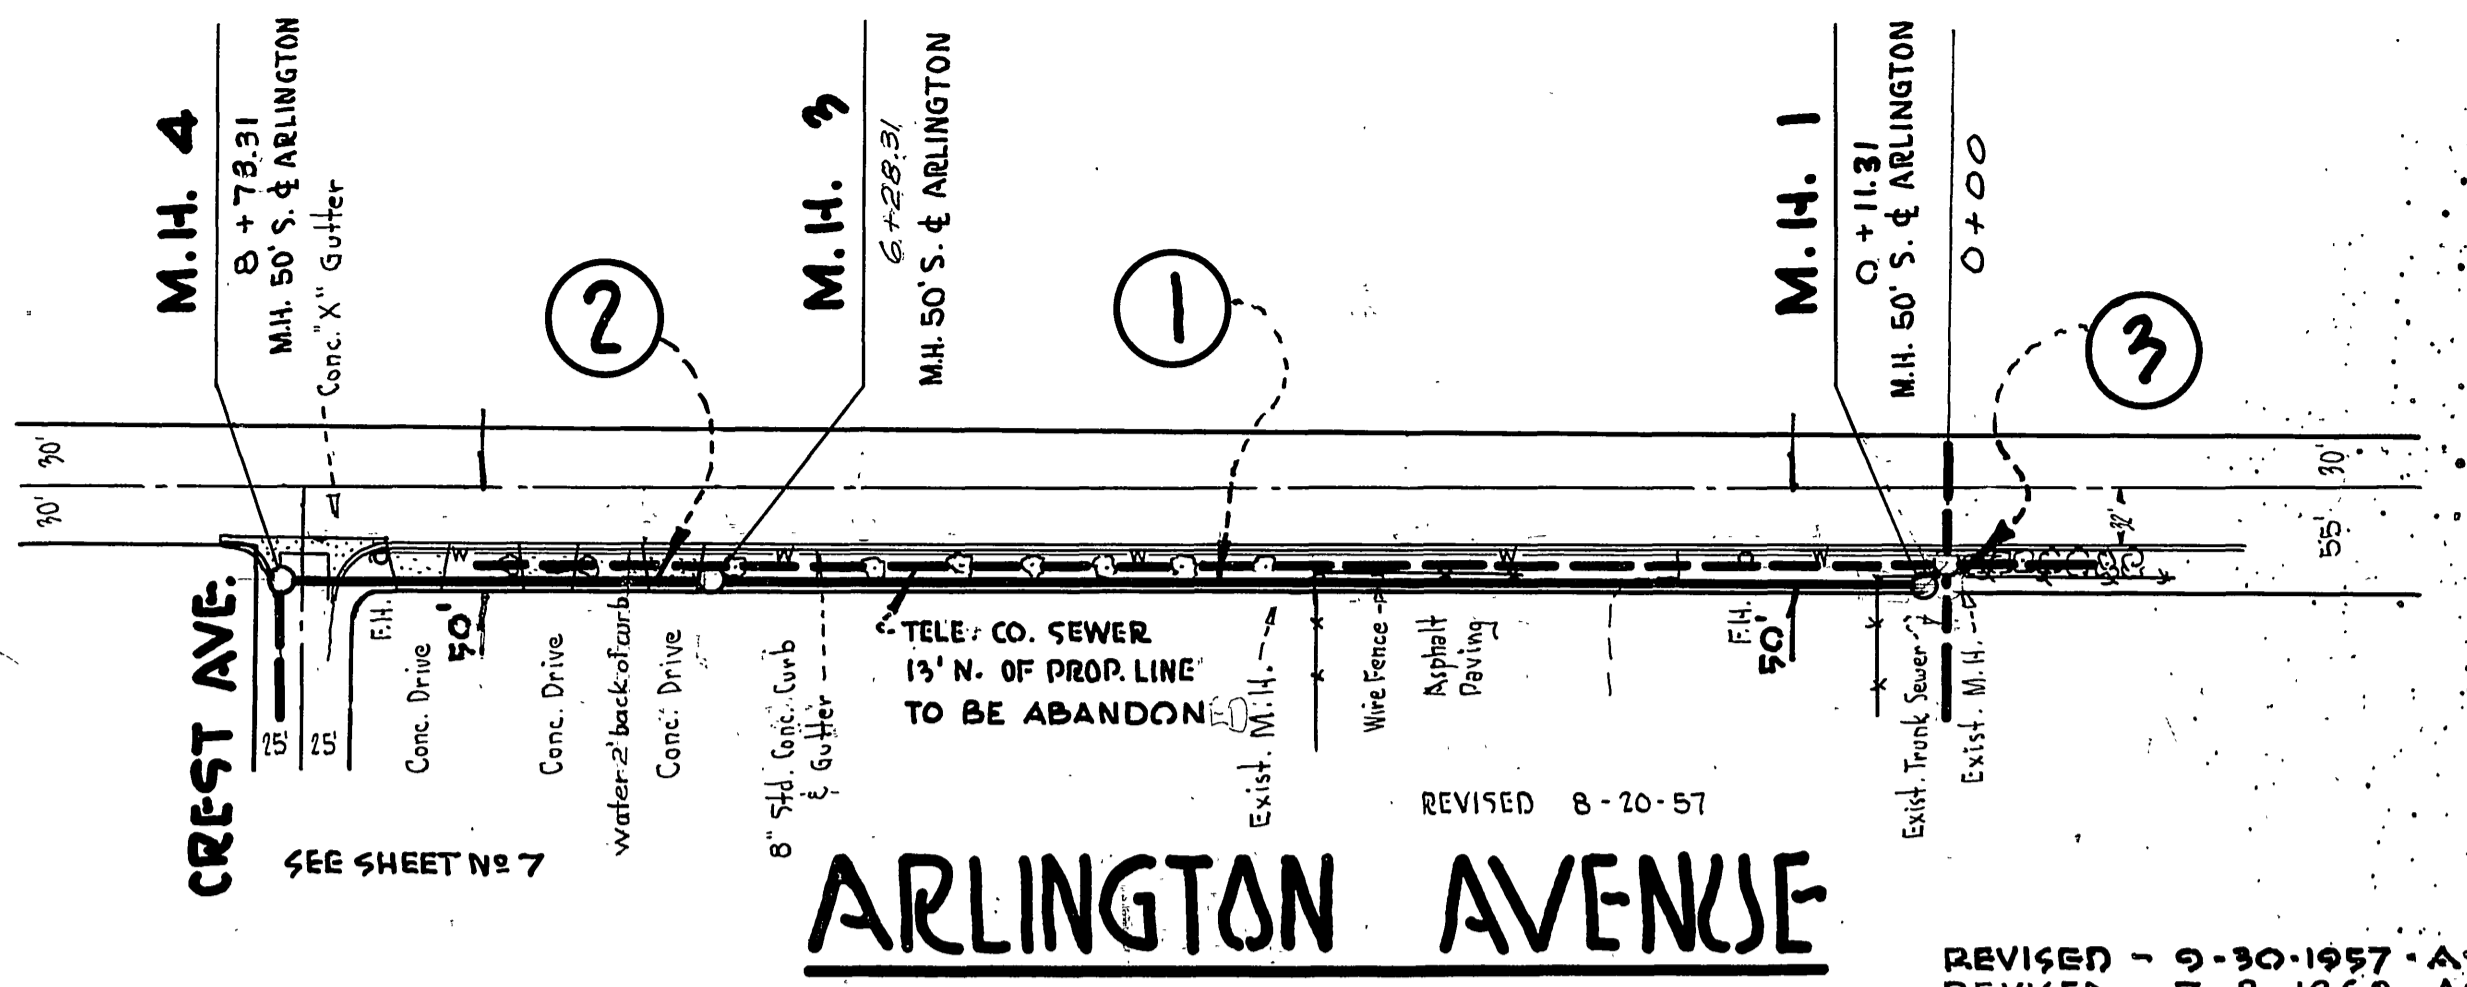 M.H. 4
8 + 73.31
M.H. 50' S. ℄ ARLINGTON
Conc. "X" Gutter
2
M.H. 3
6+28.31
M.H. 50' S. ℄ ARLINGTON
1
M.H. 1
0 + 11.31
M.H. 50' S. ℄ ARLINGTON
0+00
3
30'
30'
30'
32'
55'
W
W
W
W
W
CREST AVE.
25'
25'
F.H.
Conc. Drive
50'
Conc. Drive
Water 2' back of curb
Conc. Drive
8" Std. Conc. Curb
& Gutter
TELE. CO. SEWER
13' N. OF PROP. LINE
TO BE ABANDON
Exist. M.H.
Wire Fence
Asphalt
Paving
F.H.
50'
Exist. Trunk Sewer
Exist. M.H.
REVISED 8-20-57
SEE SHEET Nº 7
ARLINGTON AVENUE
REVISED - 9-30-1957